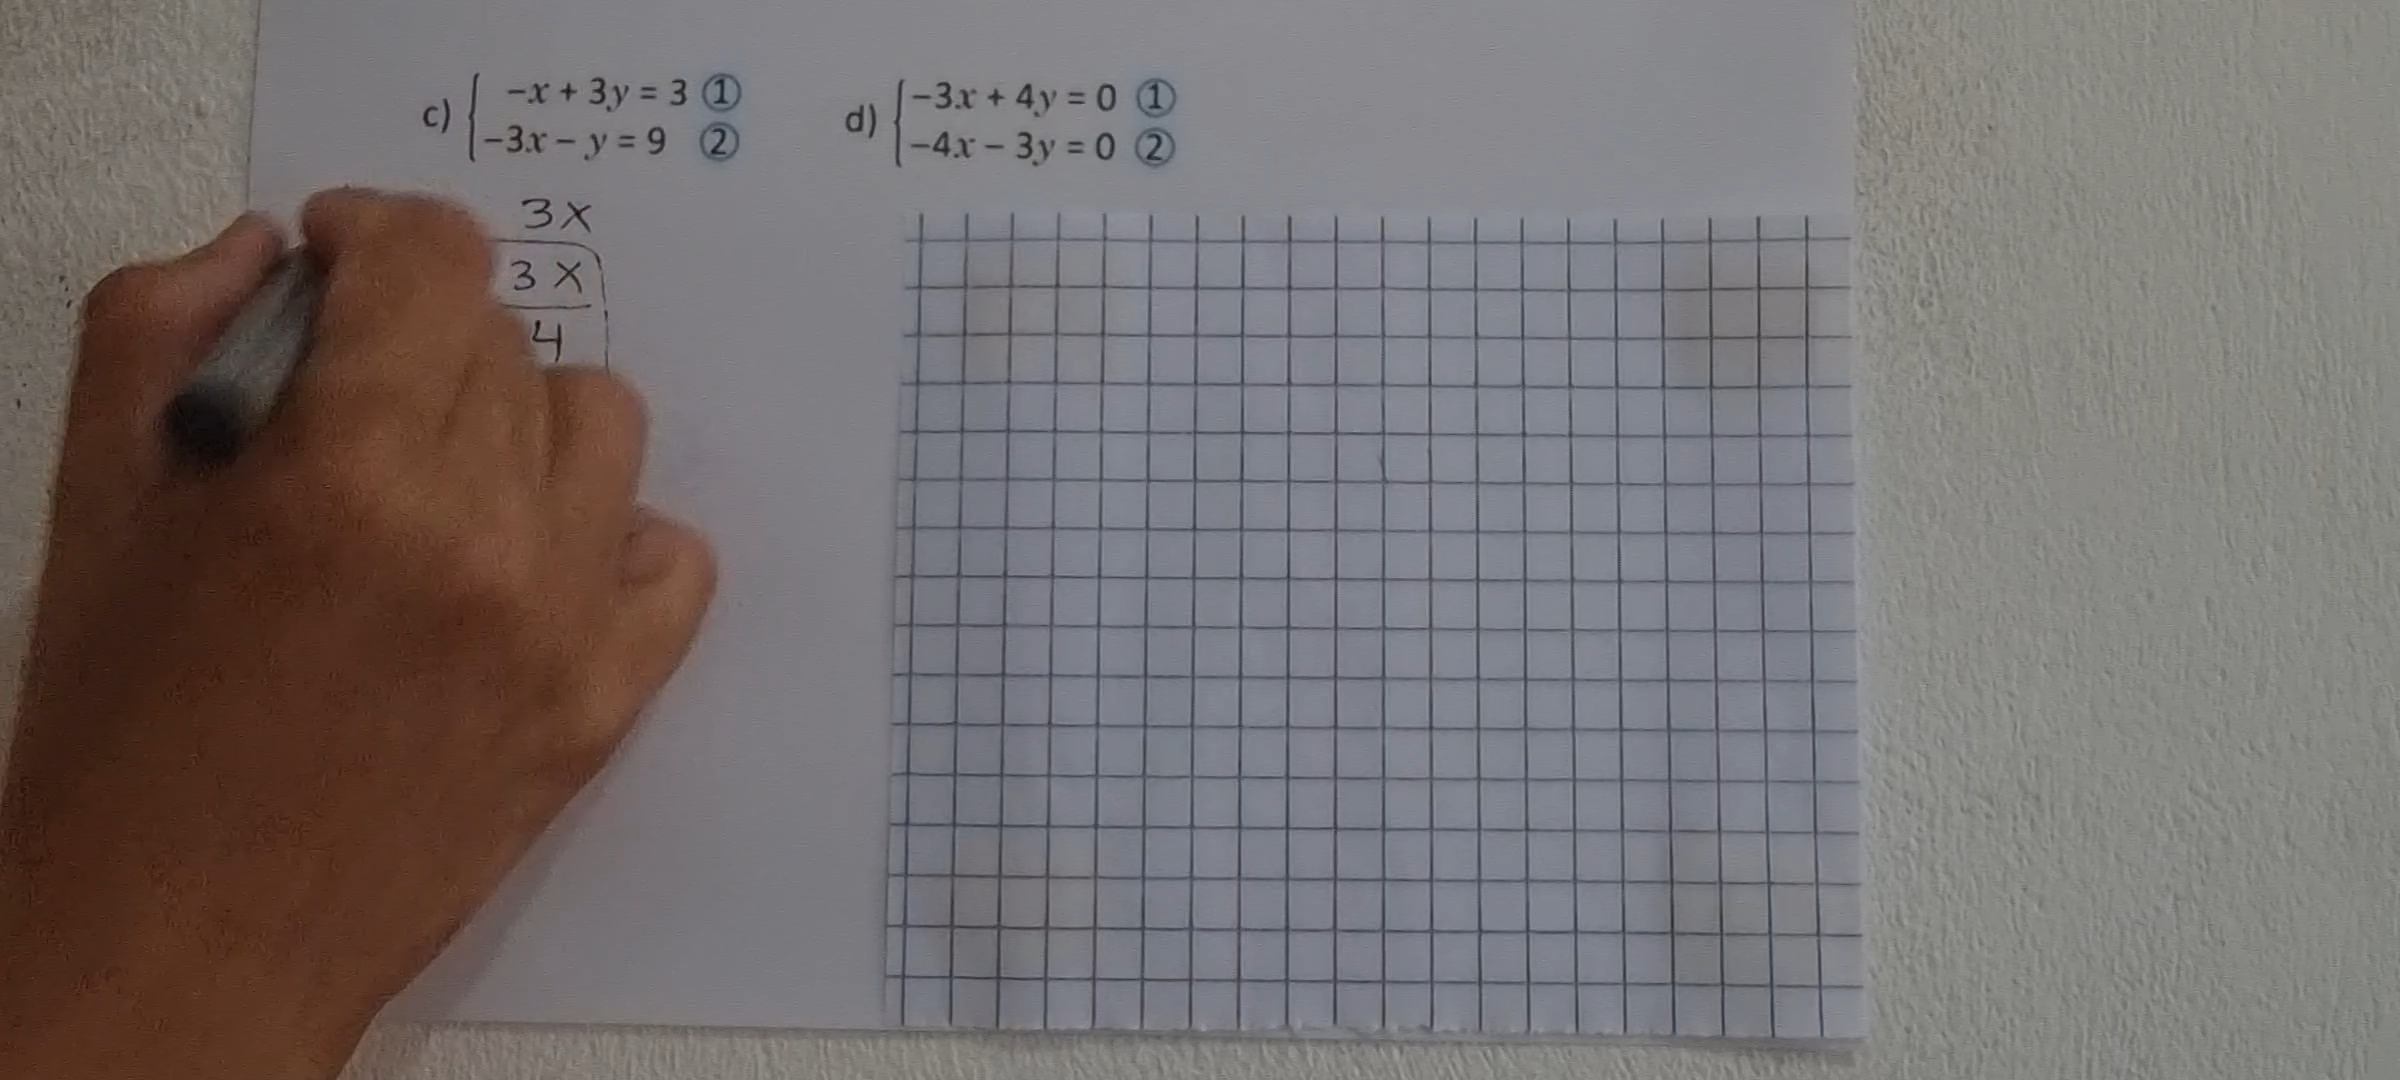 c) -x + 3y = 3 ①
-3x - y = 9 ②
d) -3x + 4y = 0 ①
-4x - 3y = 0 ②
3x
3x
4